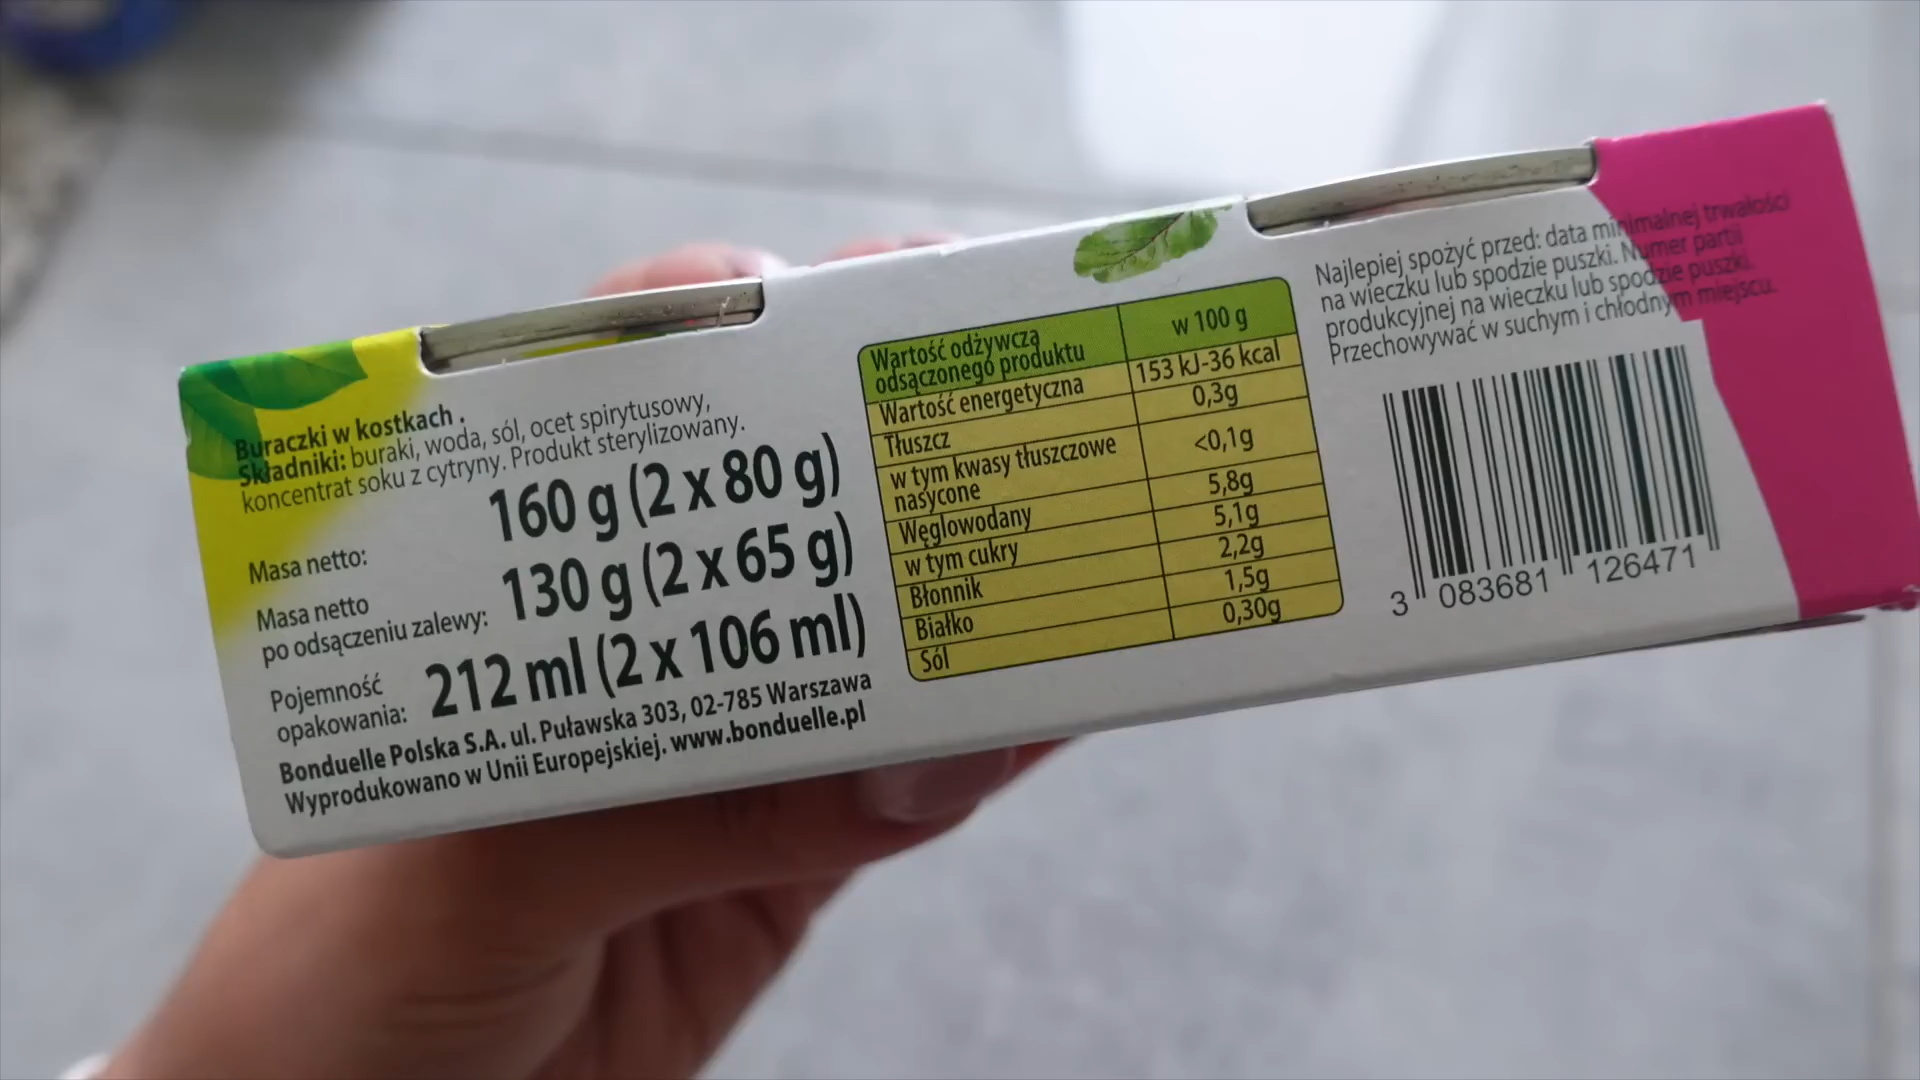 Buraczki w kostkach .
Składniki: buraki, woda, sól, ocet spirytusowy,
koncentrat soku z cytryny. Produkt sterylizowany.
Masa netto: 160 g (2 x 80 g)
Masa netto
po odsączeniu zalewy: 130 g (2 x 65 g)
Pojemność
opakowania: 212 ml (2 x 106 ml)
Bonduelle Polska S.A. ul. Puławska 303, 02-785 Warszawa
Wyprodukowano w Unii Europejskiej. www.bonduelle.pl
Wartość odżywcza
odsączonego produktu w 100 g
Wartość energetyczna 153 kJ-36 kcal
Tłuszcz 0,3g
w tym kwasy tłuszczowe
nasycone <0,1g
Węglowodany 5,8g
w tym cukry 5,1g
Błonnik 2,2g
Białko 1,5g
Sól 0,30g
Najlepiej spożyć przed: data minimalnej trwałości
na wieczku lub spodzie puszki. Numer partii
produkcyjnej na wieczku lub spodzie puszki.
Przechowywać w suchym i chłodnym miejscu.
3 083681 126471